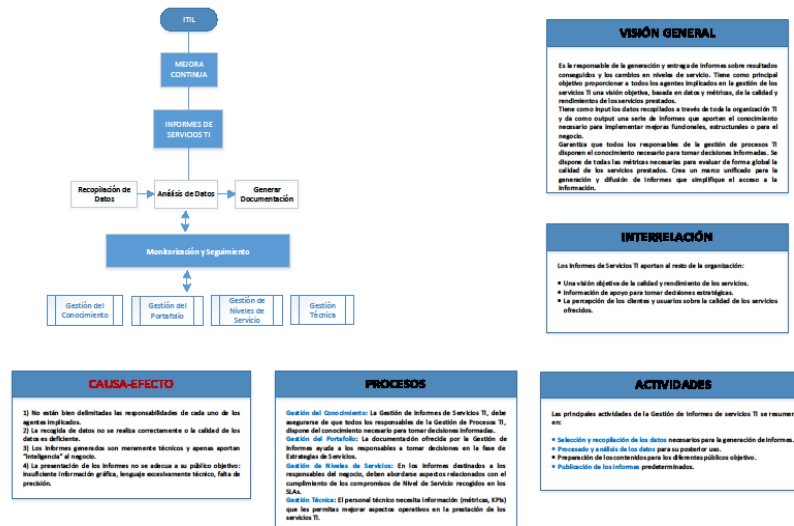 ITIL
MEJORA
CONTINUA
INFORMES DE
SERVICIOS TI
Recopilación de
Datos
Análisis de Datos
Generar
Documentación
Monitorización y Seguimiento
Gestión del
Conocimiento
Gestión del
Portafolio
Gestión de
Niveles de
Servicio
Gestión
Técnica
VISIÓN GENERAL
Es la responsable de la generación y entrega de informes sobre resultados
conseguidos y los cambios en niveles de servicio. Tiene como principal
objetivo proporcionar a todos los agentes implicados en la gestión de los
servicios TI una visión objetiva, basada en datos y métricas, de la calidad y
rendimientos de los servicios prestados.
Tiene como input los datos recopilados a través de toda la organización TI
y da como output una serie de informes que aporten el conocimiento
necesario para implementar mejoras funcionales, estructurales o para el
negocio.
Garantiza que todos los responsables de la gestión de procesos TI
disponen el conocimiento necesario para tomar decisiones informadas. Se
dispone de todas las métricas necesarias para evaluar de forma global la
calidad de los servicios prestados. Crea un marco unificado para la
generación y difusión de informes que simplifique el acceso a la
información.
INTERRELACIÓN
Los Informes de Servicios TI aportan al resto de la organización:
• Una visión objetiva de la calidad y rendimiento de los servicios.
• Información de apoyo para tomar decisiones estratégicas.
• La percepción de los clientes y usuarios sobre la calidad de los servicios
ofrecidos.
CAUSA-EFECTO
1) No están bien delimitadas las responsabilidades de cada uno de los
agentes implicados.
2) La recogida de datos no se realiza correctamente o la calidad de los
datos es deficiente.
3) Los informes generados son meramente técnicos y apenas aportan
"inteligencia" al negocio.
4) La presentación de los informes no se adecua a su público objetivo:
insuficiente información gráfica, lenguaje excesivamente técnico, falta de
precisión.
PROCESOS
Gestión del Conocimiento: La Gestión de Informes de Servicios TI, debe
asegurarse de que todos los responsables de la Gestión de Procesos TI,
dispone del conocimiento necesario para tomar decisiones informadas.
Gestión del Portafolio: La documentación ofrecida por la Gestión de
Informes ayuda a los responsables a tomar decisiones en la fase de
Estrategias de Servicios.
Gestión de Niveles de Servicios: En los informes destinados a los
responsables del negocio, deben abordarse aspectos relacionados con el
cumplimiento de los compromisos de Nivel de Servicio recogidos en los
SLAs.
Gestión Técnica: El personal técnico necesita información (métricas, KPIs)
que les permitas mejorar aspectos operativos en la prestación de los
servicios TI.
ACTIVIDADES
Las principales actividades de la Gestión de Informes de servicios TI se resumen
en:
• Selección y recopilación de los datos necesarios para la generación de informes.
• Procesado y análisis de los datos para su posterior uso.
• Preparación de los contenidos para los diferentes públicos objetivo.
• Publicación de los informes predeterminados.